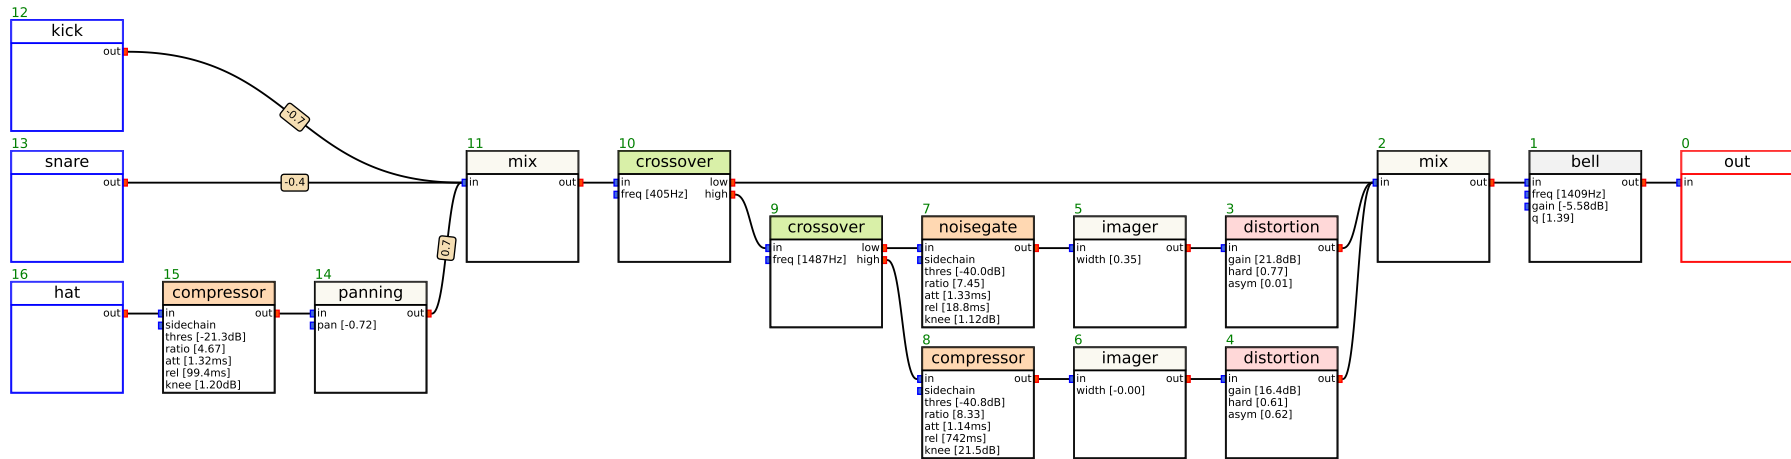 12
kick
out
-0.7
13
snare
out
-0.4
16
hat
out
15
compressor
in out
sidechain
thres [-21.3dB]
ratio [4.67]
att [1.32ms]
rel [99.4ms]
knee [1.20dB]
14
panning
in out
pan [-0.72]
0.7
11
mix
in out
10
crossover
in low
freq [405Hz] high
9
crossover
in low
freq [1487Hz] high
7
noisegate
in out
sidechain
thres [-40.0dB]
ratio [7.45]
att [1.33ms]
rel [18.8ms]
knee [1.12dB]
8
compressor
in out
sidechain
thres [-40.8dB]
ratio [8.33]
att [1.14ms]
rel [742ms]
knee [21.5dB]
5
imager
in out
width [0.35]
6
imager
in out
width [-0.00]
3
distortion
in out
gain [21.8dB]
hard [0.77]
asym [0.01]
4
distortion
in out
gain [16.4dB]
hard [0.61]
asym [0.62]
2
mix
in out
1
bell
in out
freq [1409Hz]
gain [-5.58dB]
q [1.39]
0
out
in